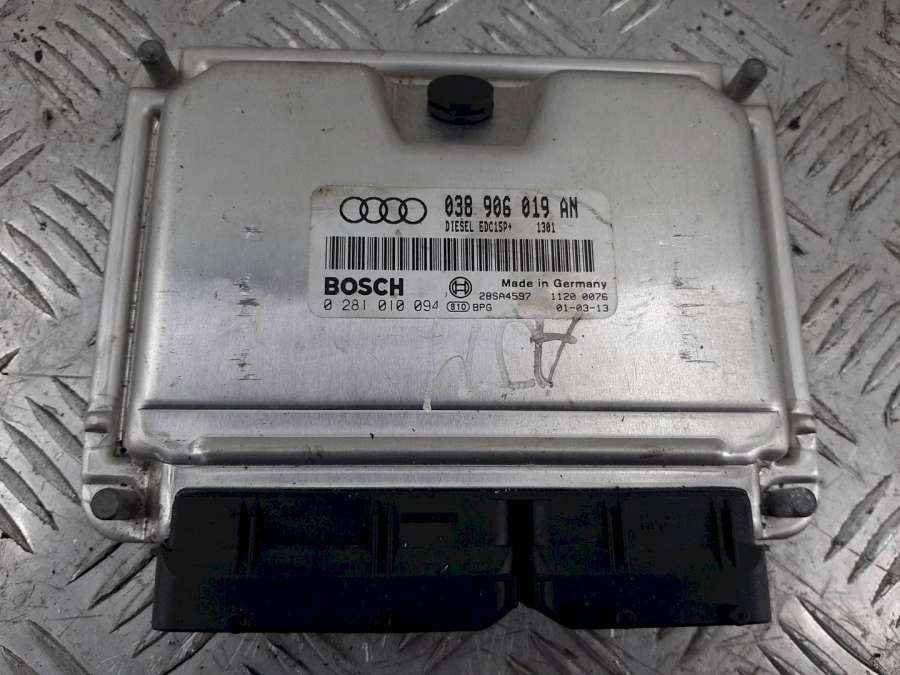 038 906 019 AN
DIESEL EDC15P+ 1301
BOSCH
Made in Germany
28SA4597 1120 0076
0 281 010 094 810 BPG 01-03-13